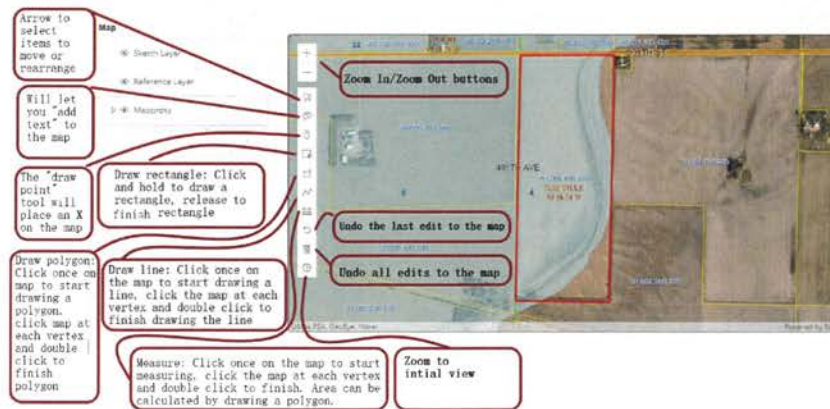 Arrow to
select
items to
move or
rearrange
Map
Sketch Layer
Reference Layer
Will let
you "add
text" to
the map
The "draw
point"
tool will
place an X
on the map
Draw rectangle: Click
and hold to draw a
rectangle, release to
finish rectangle
Draw polygon:
Click once on
map to start
drawing a
polygon.
click map at
each vertex
and double
click to
finish
polygon
Draw line: Click once on
the map to start drawing a
line, click the map at each
vertex and double click to
finish drawing the line
Measure: Click once on the map to start
measuring, click the map at each vertex
and double click to finish. Area can be
calculated by drawing a polygon.
Zoom to
intial view
Zoom In/Zoom Out buttons
Undo the last edit to the map
Undo all edits to the map